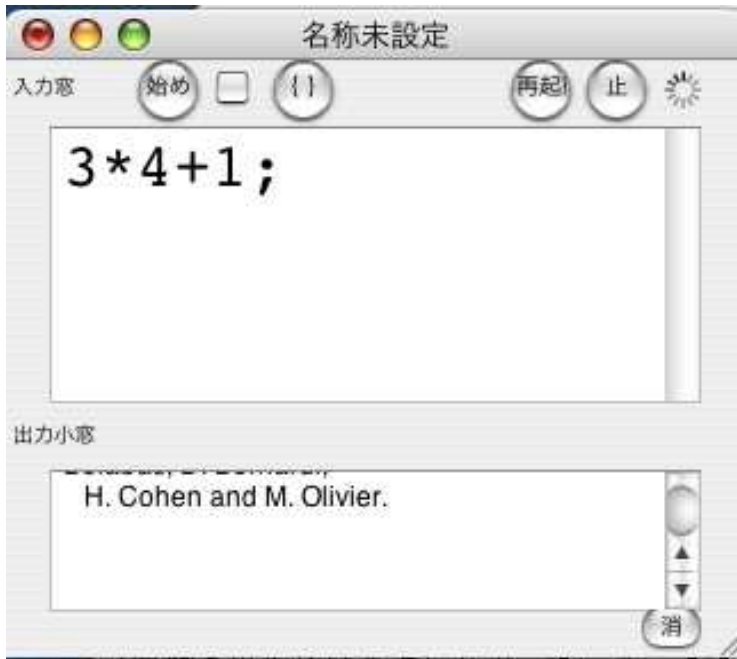 名称未設定
入力窓 始め { } 再起! 止
3*4+1;
出力小窓
H. Cohen and M. Olivier.
消